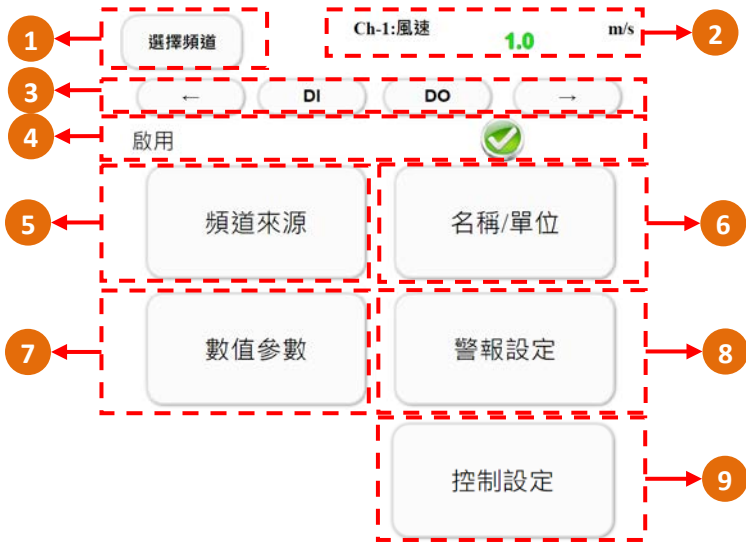 1 選擇頻道 Ch-1:風速 1.0 m/s 2
3 ← DI DO →
4 啟用
5 頻道來源 名稱/單位 6
7 數值參數 警報設定 8
控制設定 9